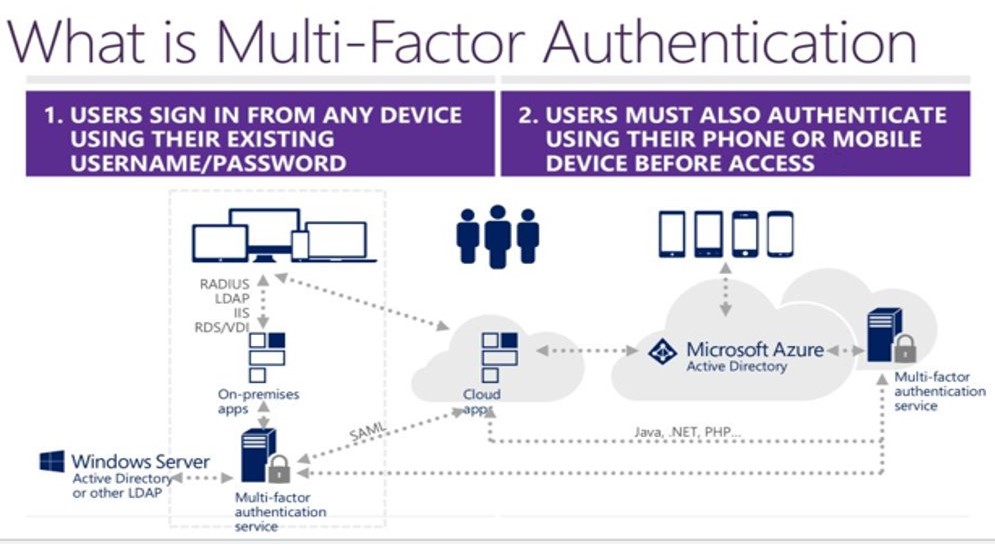 What is Multi-Factor Authentication
1. USERS SIGN IN FROM ANY DEVICE
USING THEIR EXISTING
USERNAME/PASSWORD
2. USERS MUST ALSO AUTHENTICATE
USING THEIR PHONE OR MOBILE
DEVICE BEFORE ACCESS
RADIUS
LDAP
IIS
RDS/VDI
On-premises
apps
Cloud
apps
Microsoft Azure
Active Directory
Multi-factor
authentication
service
SAML
Java, .NET, PHP...
Windows Server
Active Directory
or other LDAP
Multi-factor
authentication
service